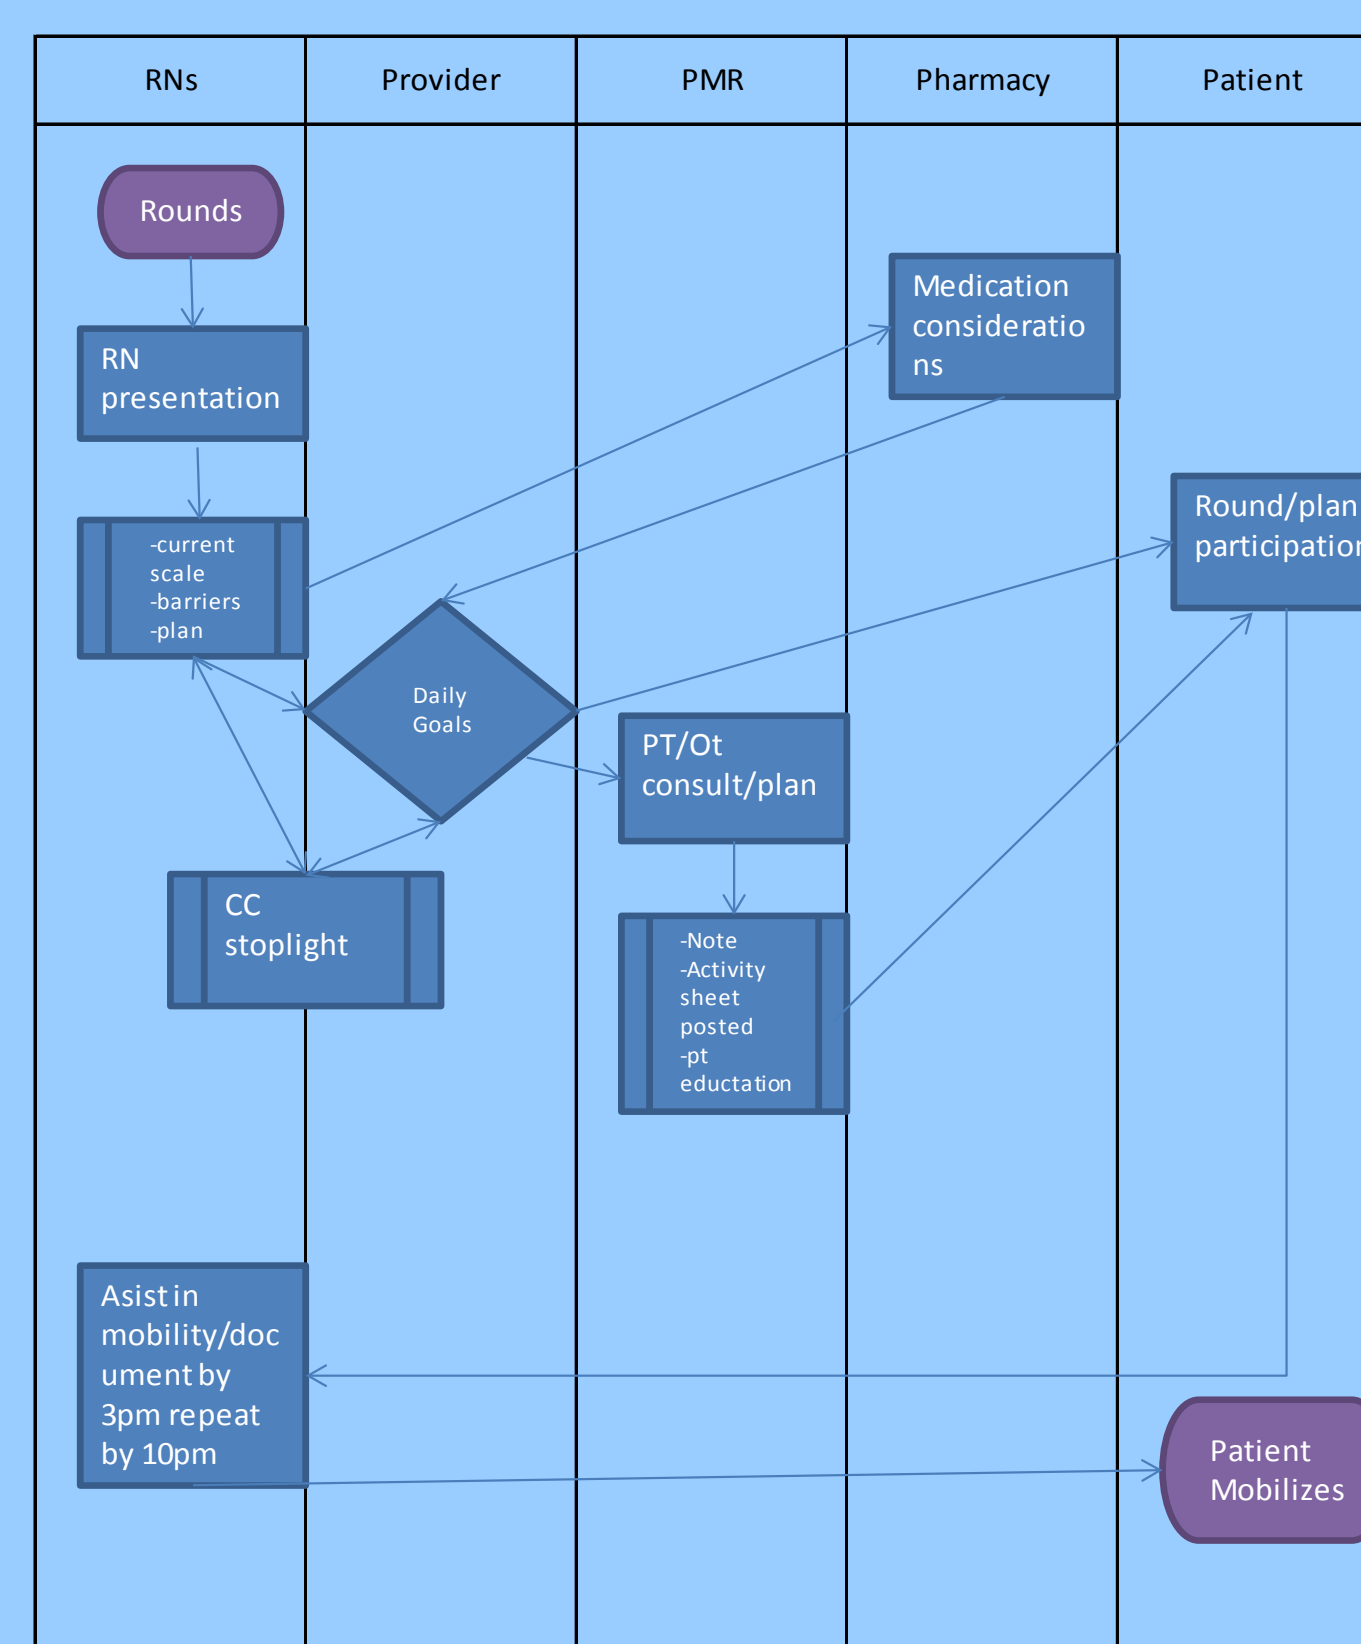 RNs
Provider
PMR
Pharmacy
Patient
Rounds
RN
presentation
-current
scale
-barriers
-plan
Medication
consideratio
ns
Round/plan
participation
Daily
Goals
PT/Ot
consult/plan
CC
stoplight
-Note
-Activity
sheet
posted
-pt
eductation
Asist in
mobility/doc
ument by
3pm repeat
by 10pm
Patient
Mobilizes